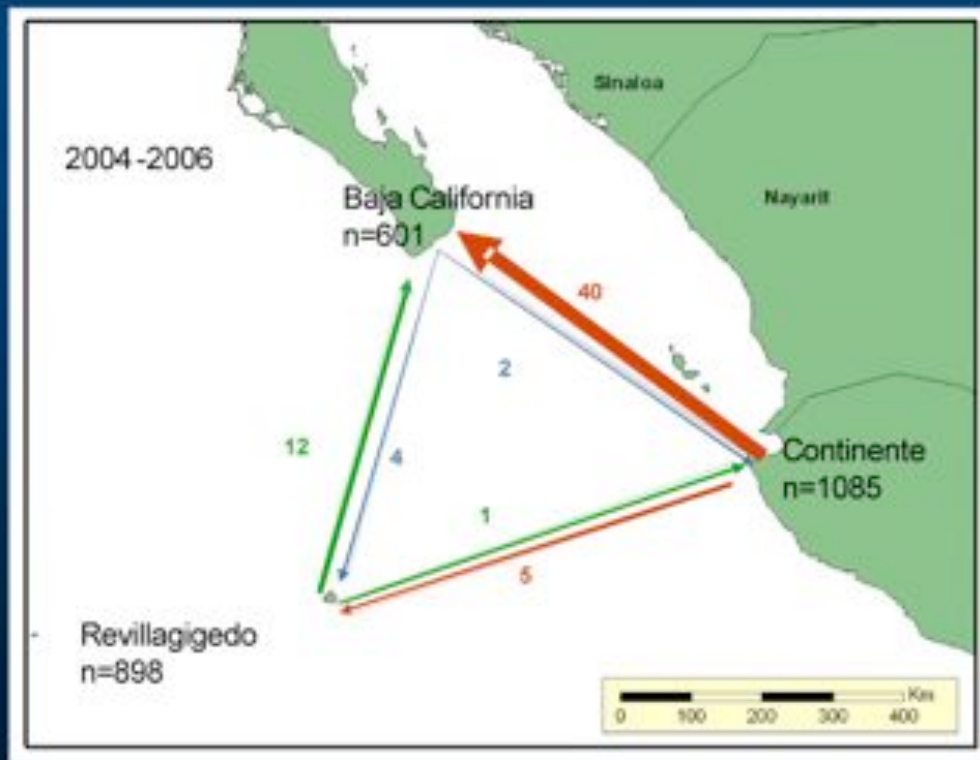 Sinaloa
2004-2006
Baja California
n=601
Nayarit
40
2
12
4
Continente
n=1085
1
5
Revillagigedo
n=898
Km
0 100 200 300 400